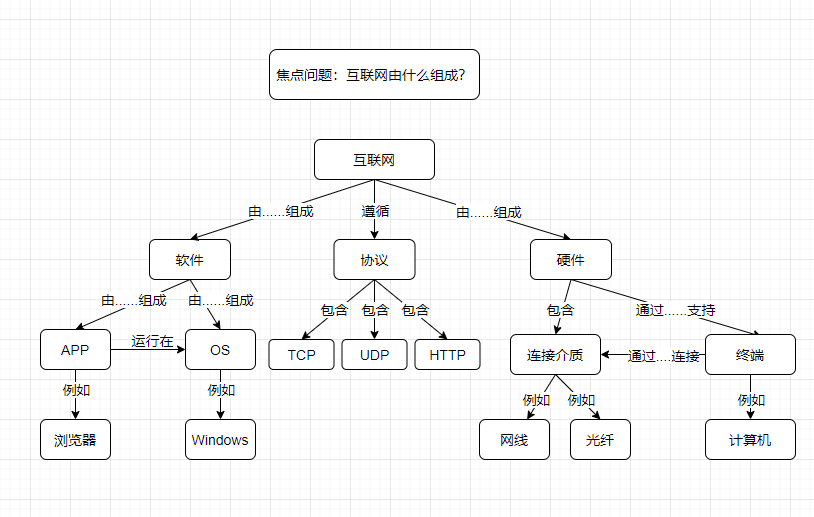 焦点问题：互联网由什么组成？
互联网
由......组成
遵循
由......组成
软件
协议
硬件
由......组成
由......组成
包含
包含
包含
包含
通过......支持
APP
运行在
OS
TCP
UDP
HTTP
连接介质
通过....连接
终端
例如
例如
例如
例如
例如
浏览器
Windows
网线
光纤
计算机